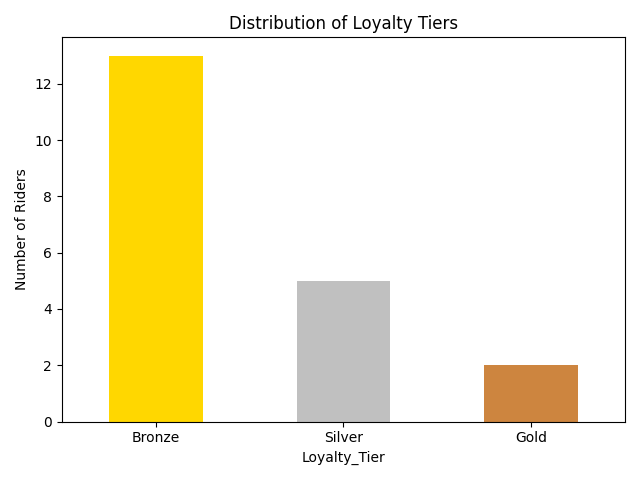 Distribution of Loyalty Tiers
Number of Riders
12
10
8
6
4
2
0
Bronze Silver Gold
Loyalty_Tier